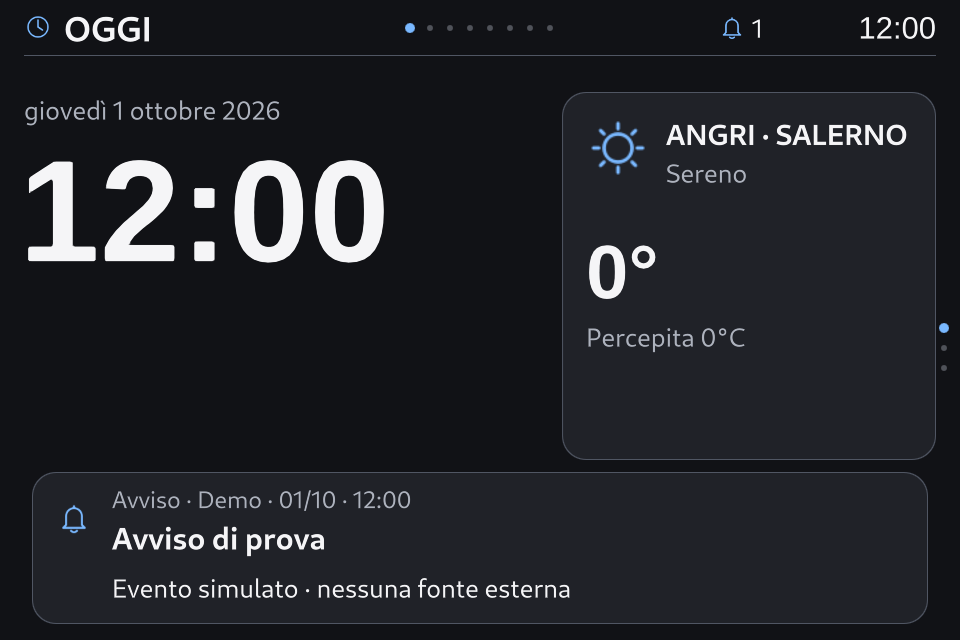 OGGI
1
12:00
giovedì 1 ottobre 2026
12:00
ANGRI · SALERNO
Sereno
0°
Percepita 0°C
Avviso · Demo · 01/10 · 12:00
Avviso di prova
Evento simulato · nessuna fonte esterna